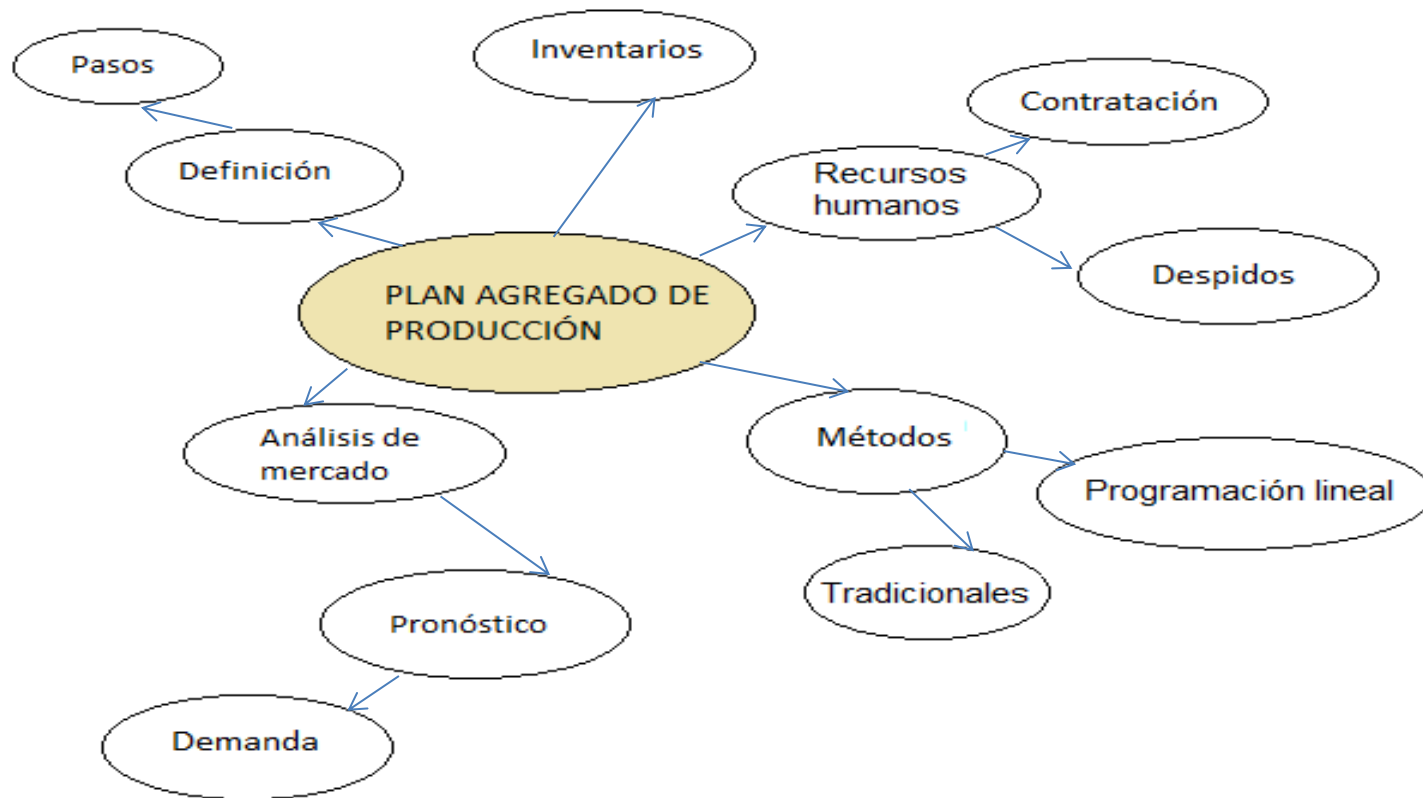 Pasos
Inventarios
Contratación
Definición
Recursos
humanos
Despidos
PLAN AGREGADO DE
PRODUCCIÓN
Análisis de
mercado
Métodos
Programación lineal
Tradicionales
Pronóstico
Demanda